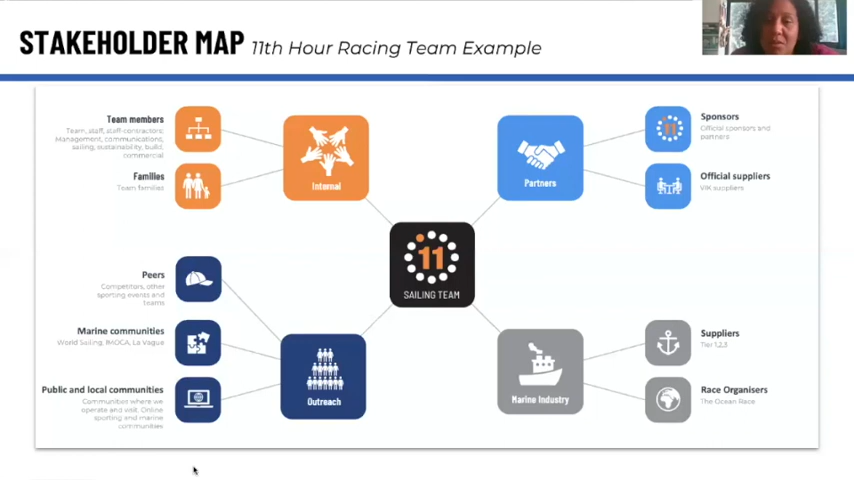 STAKEHOLDER MAP 11th Hour Racing Team Example
Team members
Team, staff, staff-contractors:
Management, communications,
sailing, sustainability, build,
commercial
Families
Team families
Internal
Partners
Sponsors
Official sponsors and
partners
Official suppliers
VIK suppliers
11
SAILING TEAM
Peers
Competitors, other
sporting events and
teams
Marine communities
World Sailing, IMOCA, La Vague
Public and local communities
Communities where we
operate and visit. Online
sporting and marine
communities
Outreach
Marine Industry
Suppliers
Tier 1,2,3
Race Organisers
The Ocean Race